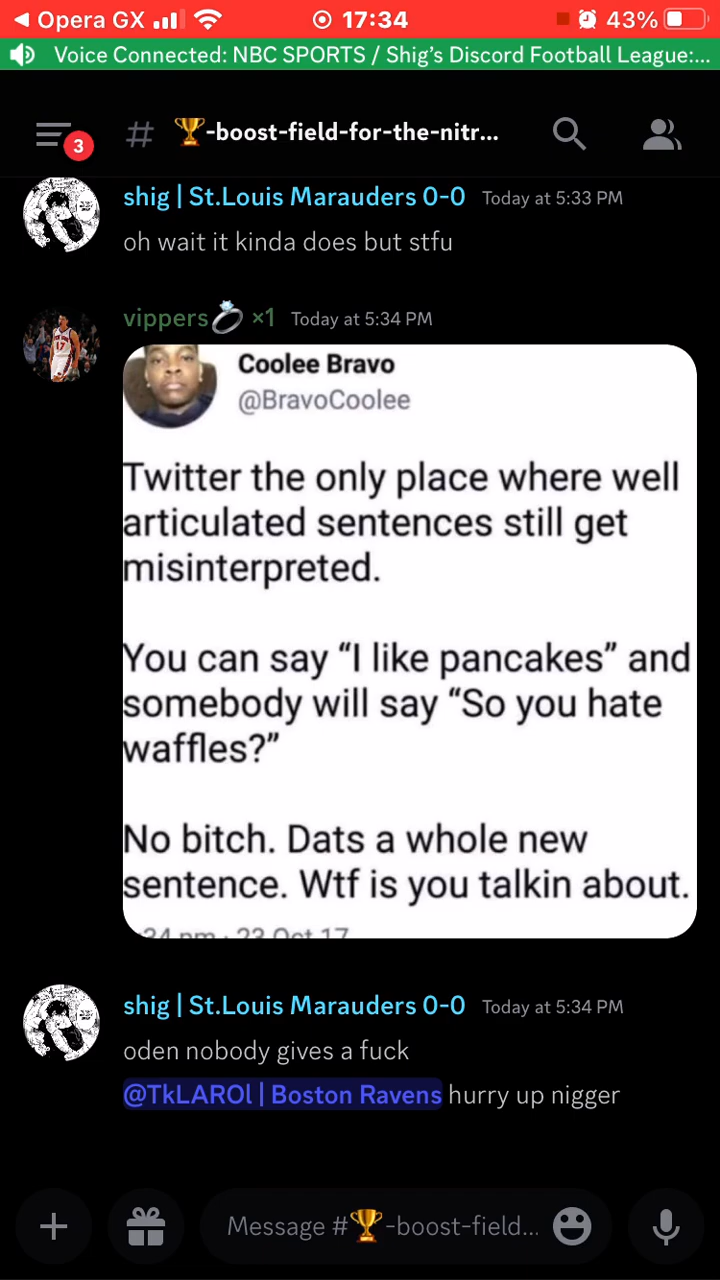 Opera GX 17:34 43%
Voice Connected: NBC SPORTS / Shig's Discord Football League:...
3 # 🏆-boost-field-for-the-nitr...
shig | St.Louis Marauders 0-0 Today at 5:33 PM
oh wait it kinda does but stfu
vippers💍 ×1 Today at 5:34 PM
Coolee Bravo
@BravoCoolee
Twitter the only place where well
articulated sentences still get
misinterpreted.
You can say “I like pancakes” and
somebody will say “So you hate
waffles?”
No bitch. Dats a whole new
sentence. Wtf is you talkin about.
34 pm · 23 Oct 17
shig | St.Louis Marauders 0-0 Today at 5:34 PM
oden nobody gives a fuck
@TkLAROl | Boston Ravens hurry up nigger
Message #🏆-boost-field...